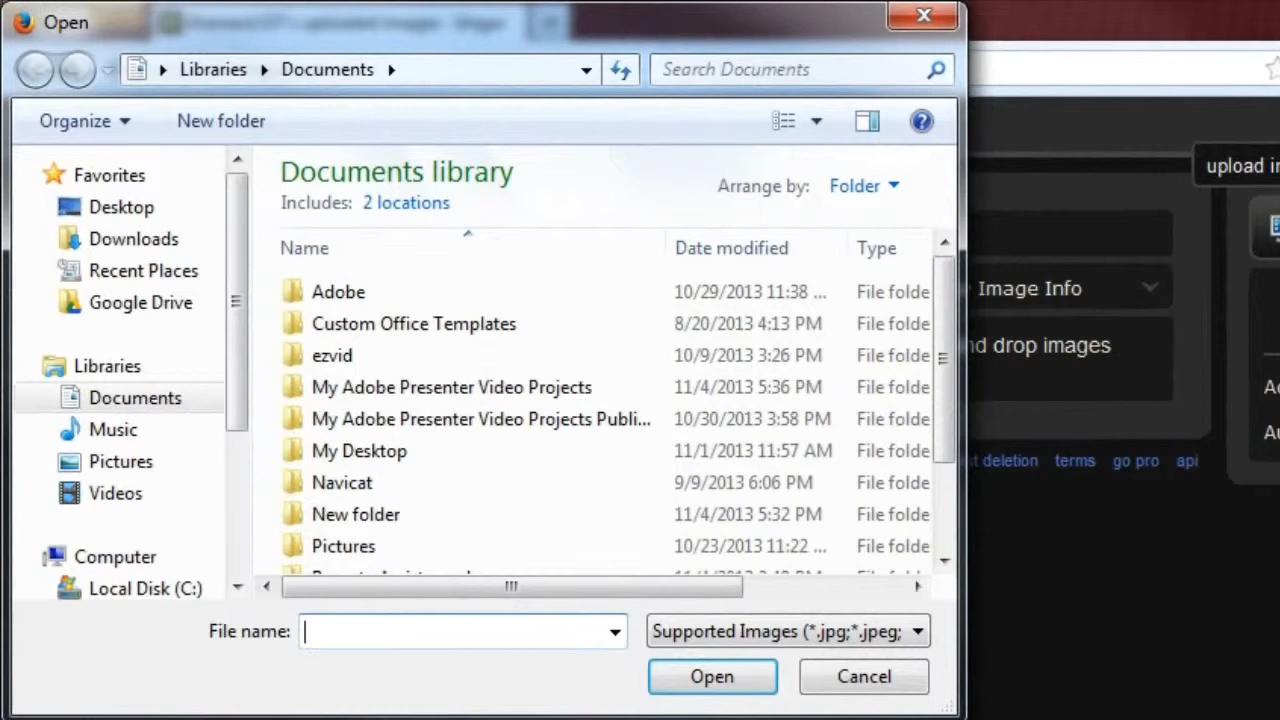 Open
Libraries
Documents
Search Documents
Organize
New folder
Favorites
Desktop
Downloads
Recent Places
Google Drive
Libraries
Documents
Music
Pictures
Videos
Computer
Local Disk (C:)
Documents library
Includes: 2 locations
Arrange by: Folder
Name Date modified Type
Adobe 10/29/2013 11:38 ... File folde
Custom Office Templates 8/20/2013 4:13 PM File folde
ezvid 10/9/2013 3:26 PM File folde
My Adobe Presenter Video Projects 11/4/2013 5:36 PM File folde
My Adobe Presenter Video Projects Publi... 10/30/2013 3:58 PM File folde
My Desktop 11/1/2013 11:57 AM File folde
Navicat 9/9/2013 6:06 PM File folde
New folder 11/4/2013 5:32 PM File folde
Pictures 10/23/2013 11:22 ... File folde
File name:
Supported Images (*.jpg;*.jpeg;
Open Cancel
upload in
Image Info
nd drop images
deletion terms go pro api